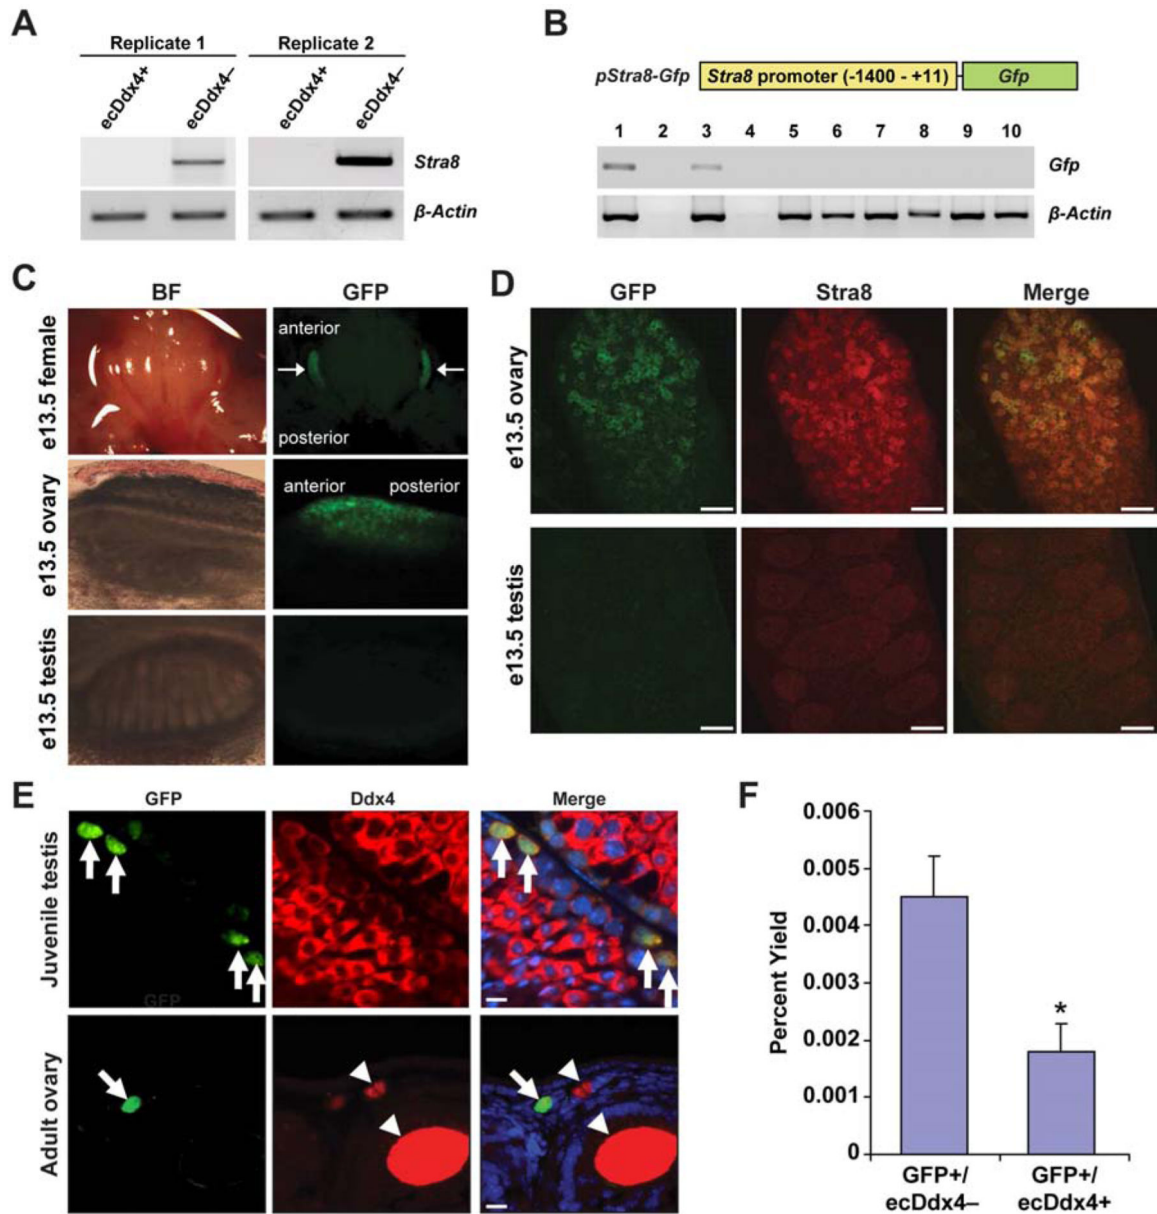 A
Replicate 1
Replicate 2
ecDdx4+
ecDdx4–
ecDdx4+
ecDdx4–
Stra8
β-Actin
B
pStra8-Gfp
Stra8 promoter (-1400 - +11)
Gfp
1 2 3 4 5 6 7 8 9 10
Gfp
β-Actin
C
BF
GFP
e13.5 female
anterior
posterior
e13.5 ovary
anterior
posterior
e13.5 testis
D
GFP
Stra8
Merge
e13.5 ovary
e13.5 testis
E
GFP
Ddx4
Merge
Juvenile testis
GFP
Adult ovary
F
Percent Yield
0.006
0.005
0.004
0.003
0.002
0.001
0
*
GFP+/
ecDdx4–
GFP+/
ecDdx4+